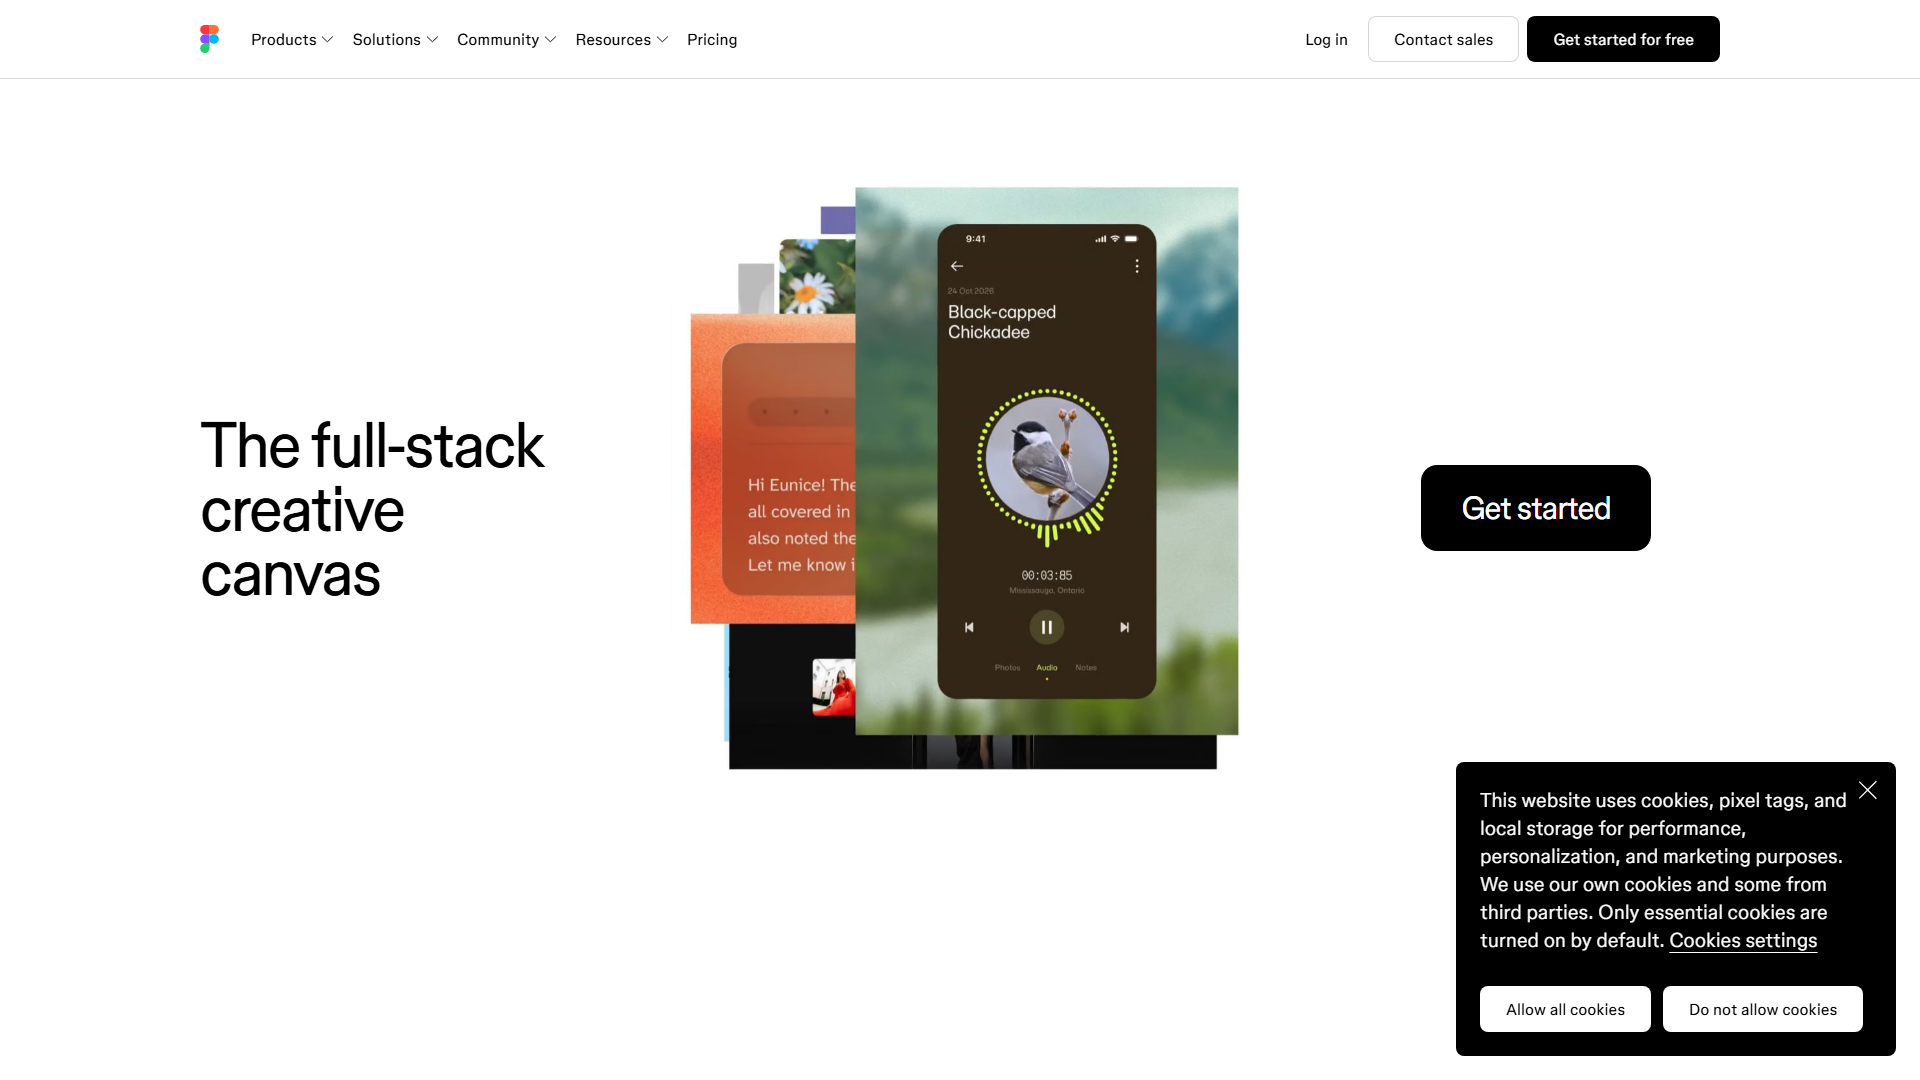 Products
Solutions
Community
Resources
Pricing
Log in
Contact sales
Get started for free
The full-stack
creative
canvas
Hi Eunice! The
all covered in
also noted the
Let me know i
9:41
24 Oct 2026
Black-capped
Chickadee
00:03:85
Mississauga, Ontario
Photos Audio Notes
Get started
This website uses cookies, pixel tags, and
local storage for performance,
personalization, and marketing purposes.
We use our own cookies and some from
third parties. Only essential cookies are
turned on by default. Cookies settings
Allow all cookies
Do not allow cookies